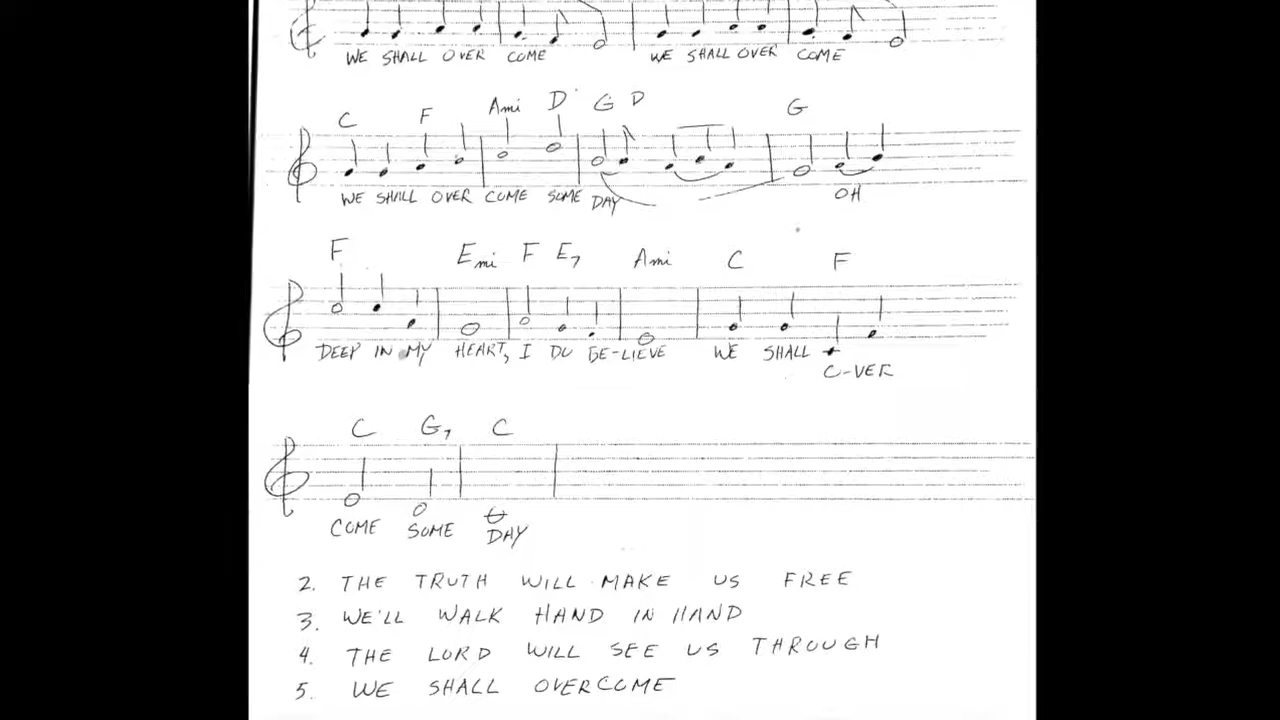 WE SHALL OVER COME WE SHALL OVER COME
C F Ami D G D G
WE SHALL OVER COME SOME DAY OH
F Emi F E7 Ami C F
DEEP IN MY HEART, I DO BE-LIEVE WE SHALL
O-VER
C G7 C
COME SOME DAY
2. THE TRUTH WILL MAKE US FREE
3. WE'LL WALK HAND IN HAND
4. THE LORD WILL SEE US THROUGH
5. WE SHALL OVERCOME